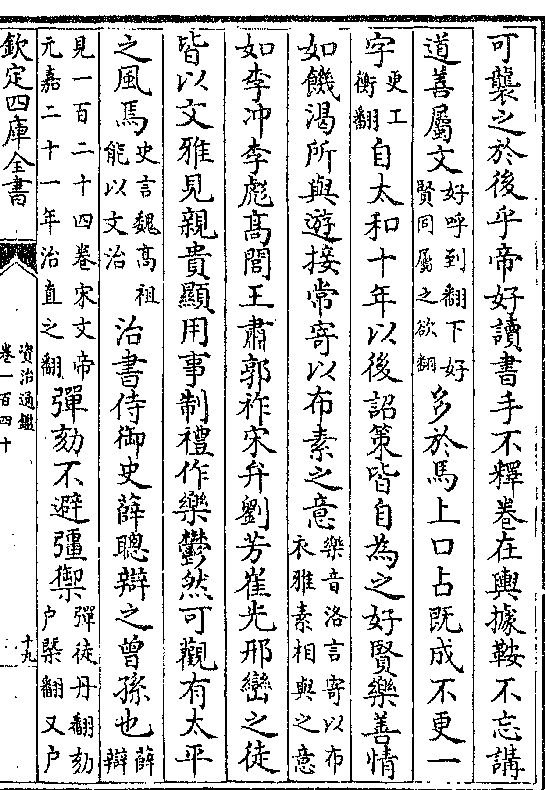 可襲之於後乎帝好讀書手不釋卷在輿據鞍不忘講
道善屬文好呼到翻下好賢同屬之欲翻多於馬上口占既成不更一
字更工衡翻自太和十年以後詔策皆自為之好賢樂善情
如饑渴所與遊接常寄以布素之意樂音洛言寄以布衣雅素相與之意
如李冲李彪高閭王肅郭祚宋弁劉芳崔光邢巒之徒
皆以文雅見親貴顯用事制禮作樂鬱然可觀有太平
之風焉史言魏高祖能以文治治書侍御史薛聰辯之曾孫也薛辯
見一百二十四卷宋文帝元嘉二十一年治直之翻彈劾不避彊禦彈徒丹翻劾户槩翻又户
欽定四庫全書
資治通鑑
卷一百四十
十九